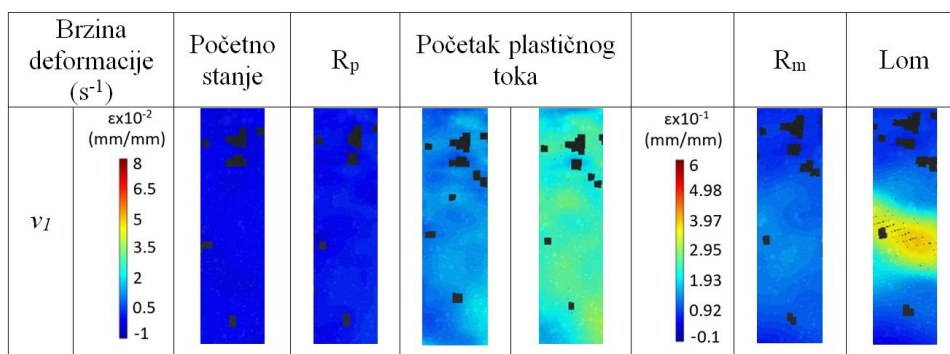 Brzina
deformacije
(s-1)
Početno
stanje
Rp
Početak plastičnog
toka
Rm
Lom
v1
εx10-2
(mm/mm)
8
6.5
5
3.5
2
0.5
-1
εx10-1
(mm/mm)
6
4.98
3.97
2.95
1.93
0.92
-0.1